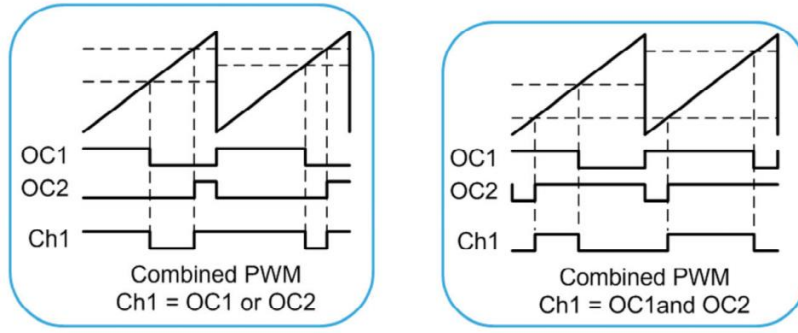 OC1
OC2
Ch1
Combined PWM
Ch1 = OC1 or OC2
OC1
OC2
Ch1
Combined PWM
Ch1 = OC1and OC2